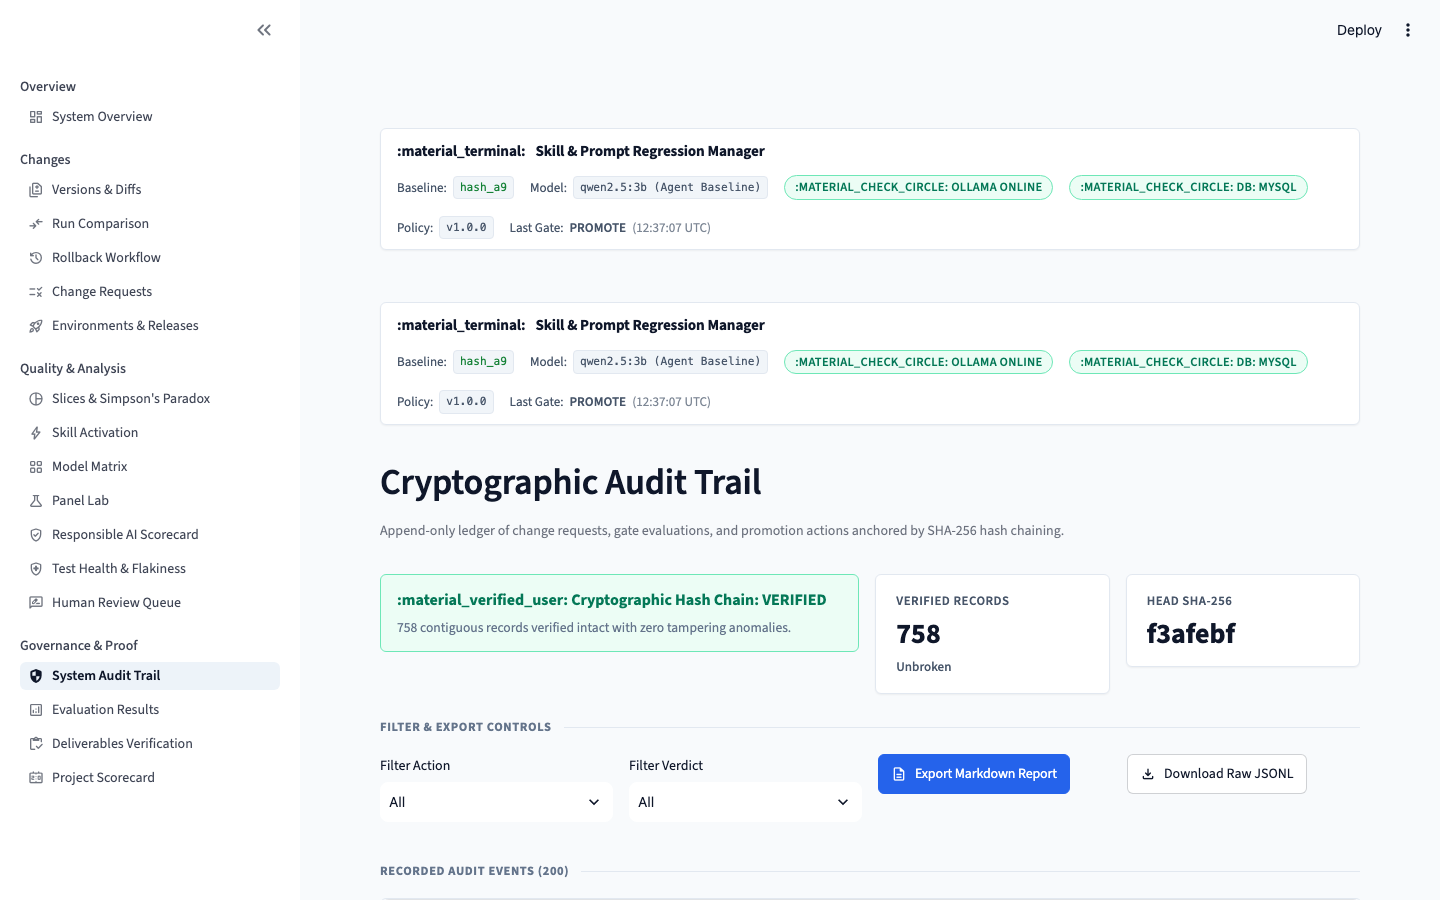 Deploy
Overview
System Overview
Changes
Versions & Diffs
Run Comparison
Rollback Workflow
Change Requests
Environments & Releases
Quality & Analysis
Slices & Simpson's Paradox
Skill Activation
Model Matrix
Panel Lab
Responsible AI Scorecard
Test Health & Flakiness
Human Review Queue
Governance & Proof
System Audit Trail
Evaluation Results
Deliverables Verification
Project Scorecard
:material_terminal: Skill & Prompt Regression Manager
Baseline: hash_a9 Model: qwen2.5:3b (Agent Baseline) :MATERIAL_CHECK_CIRCLE: OLLAMA ONLINE :MATERIAL_CHECK_CIRCLE: DB: MYSQL
Policy: v1.0.0 Last Gate: PROMOTE (12:37:07 UTC)
:material_terminal: Skill & Prompt Regression Manager
Baseline: hash_a9 Model: qwen2.5:3b (Agent Baseline) :MATERIAL_CHECK_CIRCLE: OLLAMA ONLINE :MATERIAL_CHECK_CIRCLE: DB: MYSQL
Policy: v1.0.0 Last Gate: PROMOTE (12:37:07 UTC)
Cryptographic Audit Trail
Append-only ledger of change requests, gate evaluations, and promotion actions anchored by SHA-256 hash chaining.
:material_verified_user: Cryptographic Hash Chain: VERIFIED
758 contiguous records verified intact with zero tampering anomalies.
VERIFIED RECORDS
758
Unbroken
HEAD SHA-256
f3afebf
FILTER & EXPORT CONTROLS
Filter Action
All
Filter Verdict
All
Export Markdown Report
Download Raw JSONL
RECORDED AUDIT EVENTS (200)